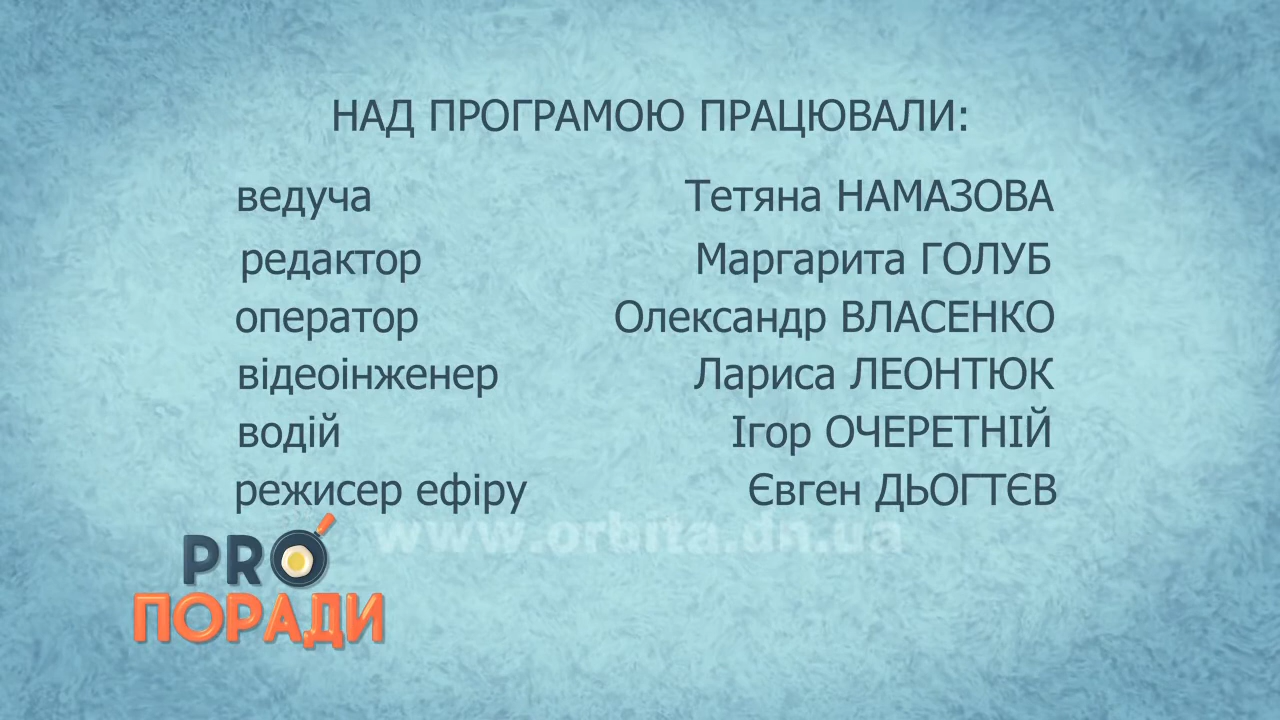 НАД ПРОГРАМОЮ ПРАЦЮВАЛИ:
ведуча Тетяна НАМАЗОВА
редактор Маргарита ГОЛУБ
оператор Олександр ВЛАСЕНКО
відеоінженер Лариса ЛЕОНТЮК
водій Ігор ОЧЕРЕТНІЙ
режисер ефіру Євген ДЬОГТЄВ
www.orbita.dn.ua
PRO
ПОРАДИ